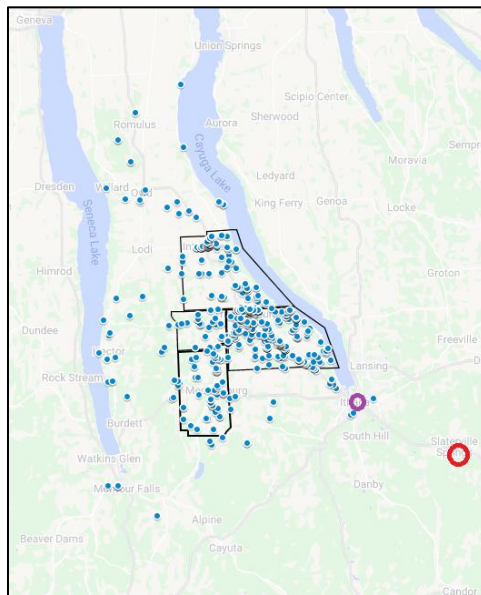 Geneva
Union Springs
Scipio Center
Romulus
Aurora
Sherwood
Sempr
Moravia
Cayuga Lake
Dresden
Willard
Ovid
Ledyard
King Ferry
Genoa
Locke
Seneca Lake
Lodi
Himrod
Groton
Dundee
Hector
Freeville
Lansing
Rock Stream
Burdett
South Hill
Slaterville
Springs
Watkins Glen
Montour Falls
Danby
Alpine
Beaver Dams
Cayuta
Candor